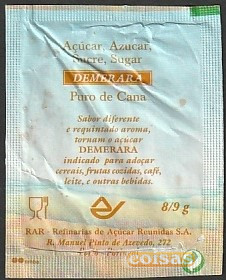 Açúcar, Azúcar,
Sucre, Sugar
DEMERARA
Puro de Cana
Sabor diferente
e requintado aroma,
tornam o açúcar
DEMERARA
indicado para adoçar
cereais, frutas cozidas, café,
leite, e outras bebidas.
8/9 g
RAR - Refinarias de Açúcar Reunidas S.A.
R. Manuel Pinto de Azevedo, 272
coisas